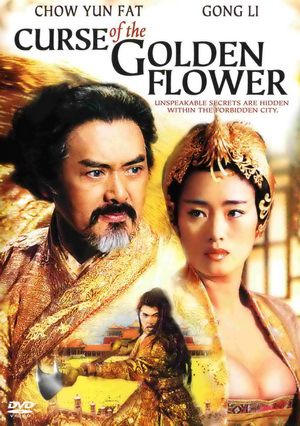 CHOW YUN FAT GONG LI
CURSE of the
GOLDEN
FLOWER
UNSPEAKABLE SECRETS ARE HIDDEN
WITHIN THE FORBIDDEN CITY.
DVD
VIDEO